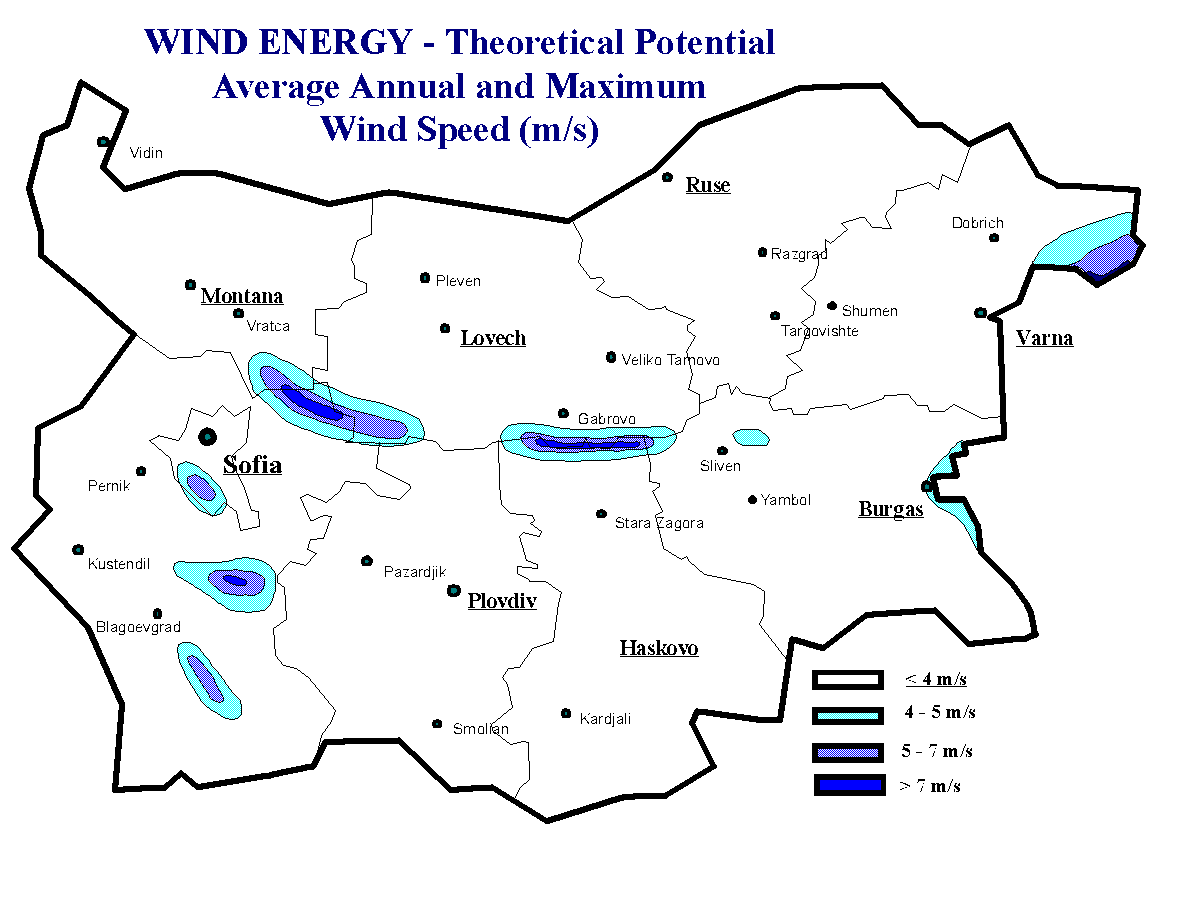 WIND ENERGY - Theoretical Potential
Average Annual and Maximum
Wind Speed (m/s)
Vidin
Ruse
Dobrich
Razgrad
Pleven
Montana
Shumen
Vratca
Targovishte
Lovech
Varna
Veliko Tarnovo
Gabrovo
Sofia
Sliven
Pernik
Yambol
Burgas
Stara Zagora
Kustendil
Pazardjik
Plovdiv
Blagoevgrad
Haskovo
Kardjali
Smolian
< 4 m/s
4 - 5 m/s
5 - 7 m/s
> 7 m/s